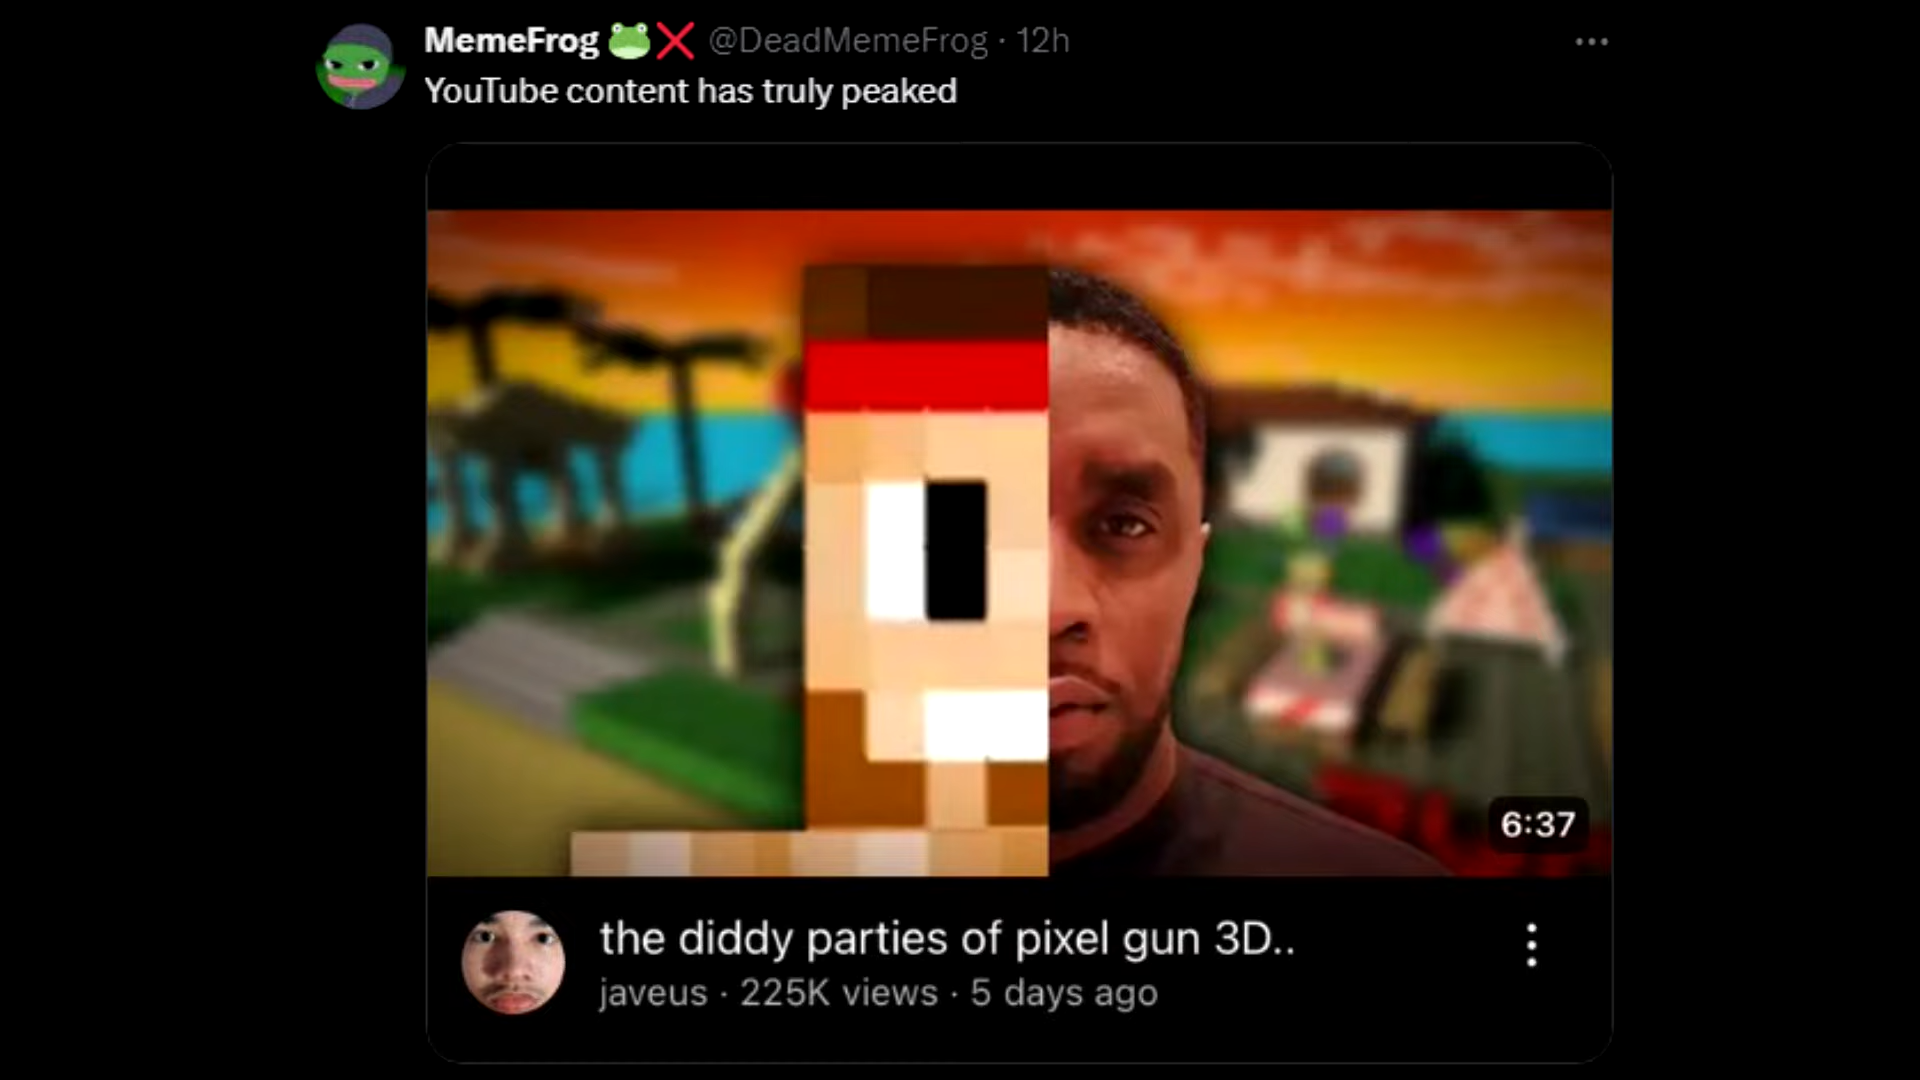 MemeFrog 🐸❌ @DeadMemeFrog · 12h
YouTube content has truly peaked
6:37
the diddy parties of pixel gun 3D..
javeus · 225K views · 5 days ago